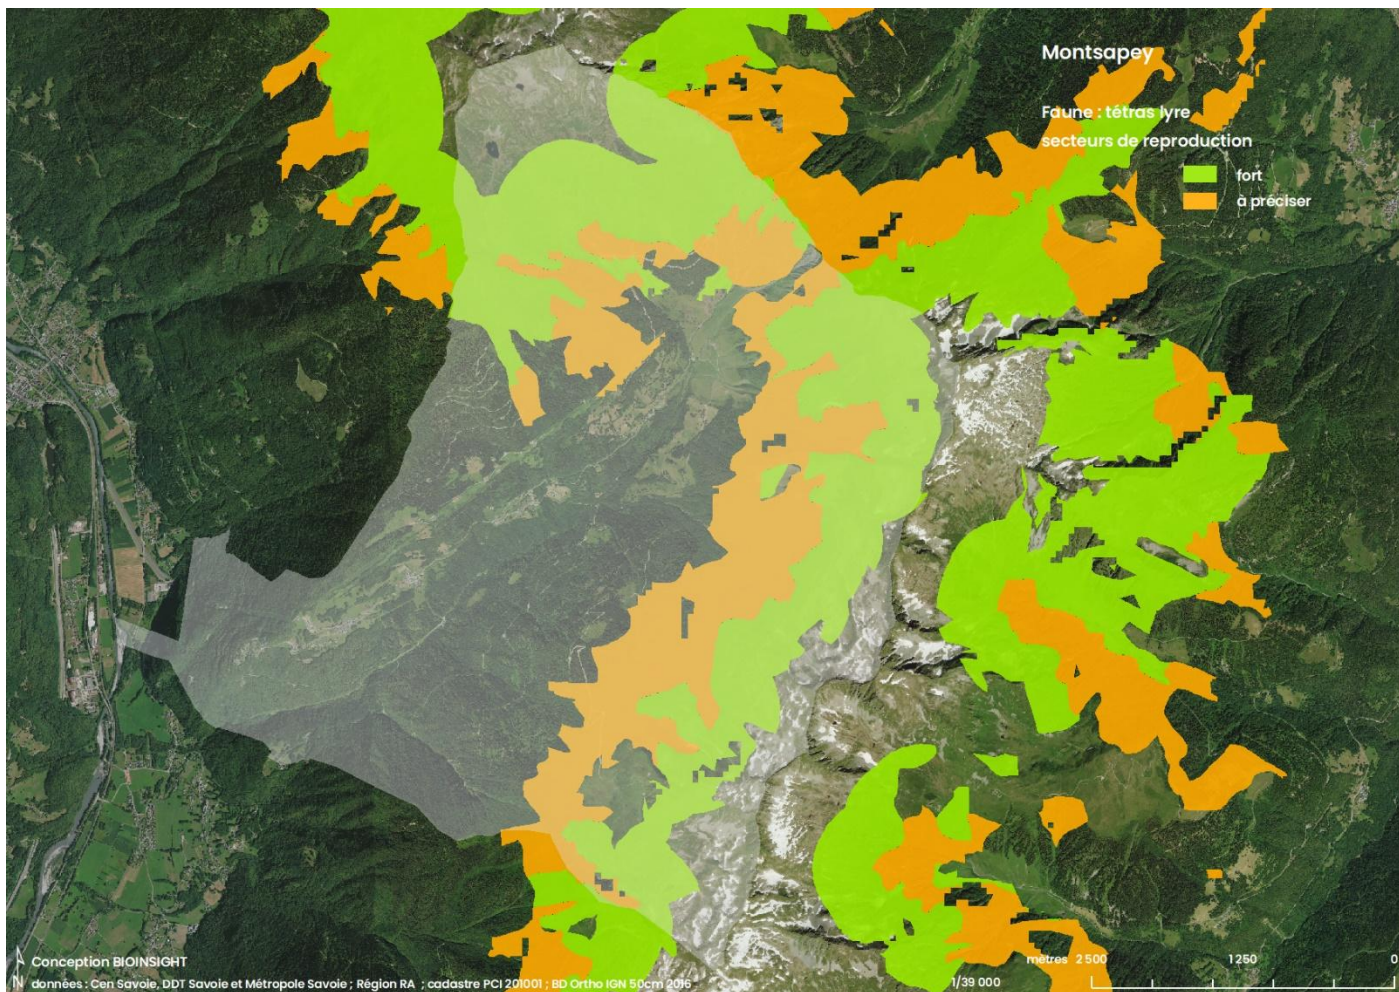 Montsapey
Faune : tétras lyre
secteurs de reproduction
fort
à préciser
Conception BIOINSIGHT
mètres 2 500 1250 0
N données : Cen Savoie, DDT Savoie et Métropole Savoie ; Région RA ; cadastre PCI 201001 ; BD Ortho IGN 50cm 2016
1/39 000